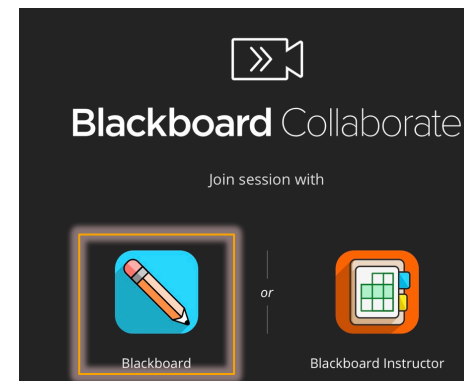 Blackboard Collaborate
Join session with
or
Blackboard
Blackboard Instructor